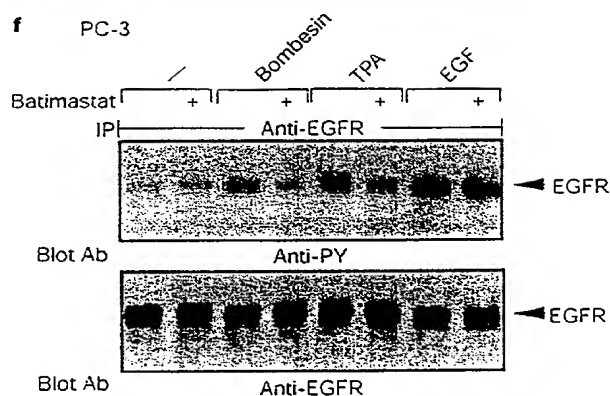 f PC-3
– Bombesin TPA EGF
Batimastat + + + +
IP Anti-EGFR
EGFR
Blot Ab Anti-PY
EGFR
Blot Ab Anti-EGFR